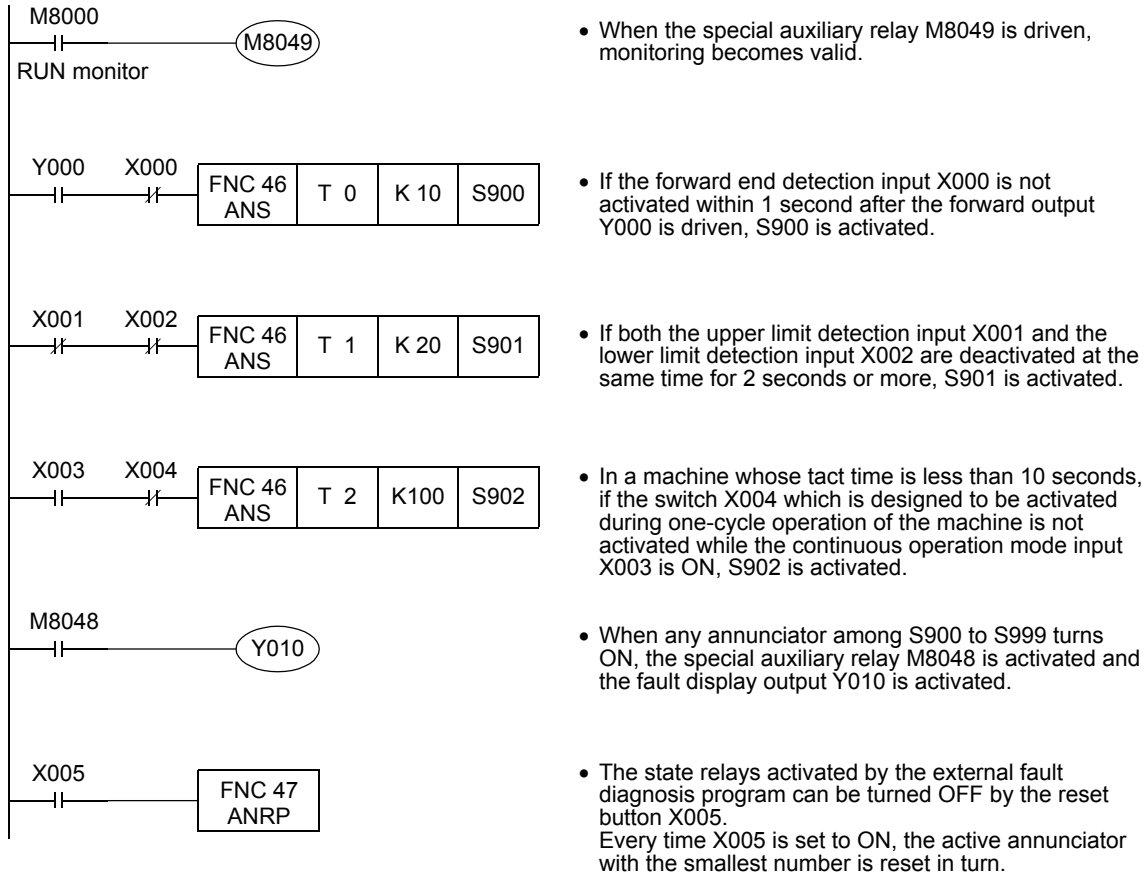 M8000
M8049
RUN monitor
• When the special auxiliary relay M8049 is driven,
monitoring becomes valid.
Y000 X000
FNC 46
ANS
T 0
K 10
S900
• If the forward end detection input X000 is not
activated within 1 second after the forward output
Y000 is driven, S900 is activated.
X001 X002
FNC 46
ANS
T 1
K 20
S901
• If both the upper limit detection input X001 and the
lower limit detection input X002 are deactivated at the
same time for 2 seconds or more, S901 is activated.
X003 X004
FNC 46
ANS
T 2
K100
S902
• In a machine whose tact time is less than 10 seconds,
if the switch X004 which is designed to be activated
during one-cycle operation of the machine is not
activated while the continuous operation mode input
X003 is ON, S902 is activated.
M8048
Y010
• When any annunciator among S900 to S999 turns
ON, the special auxiliary relay M8048 is activated and
the fault display output Y010 is activated.
X005
FNC 47
ANRP
• The state relays activated by the external fault
diagnosis program can be turned OFF by the reset
button X005.
Every time X005 is set to ON, the active annunciator
with the smallest number is reset in turn.